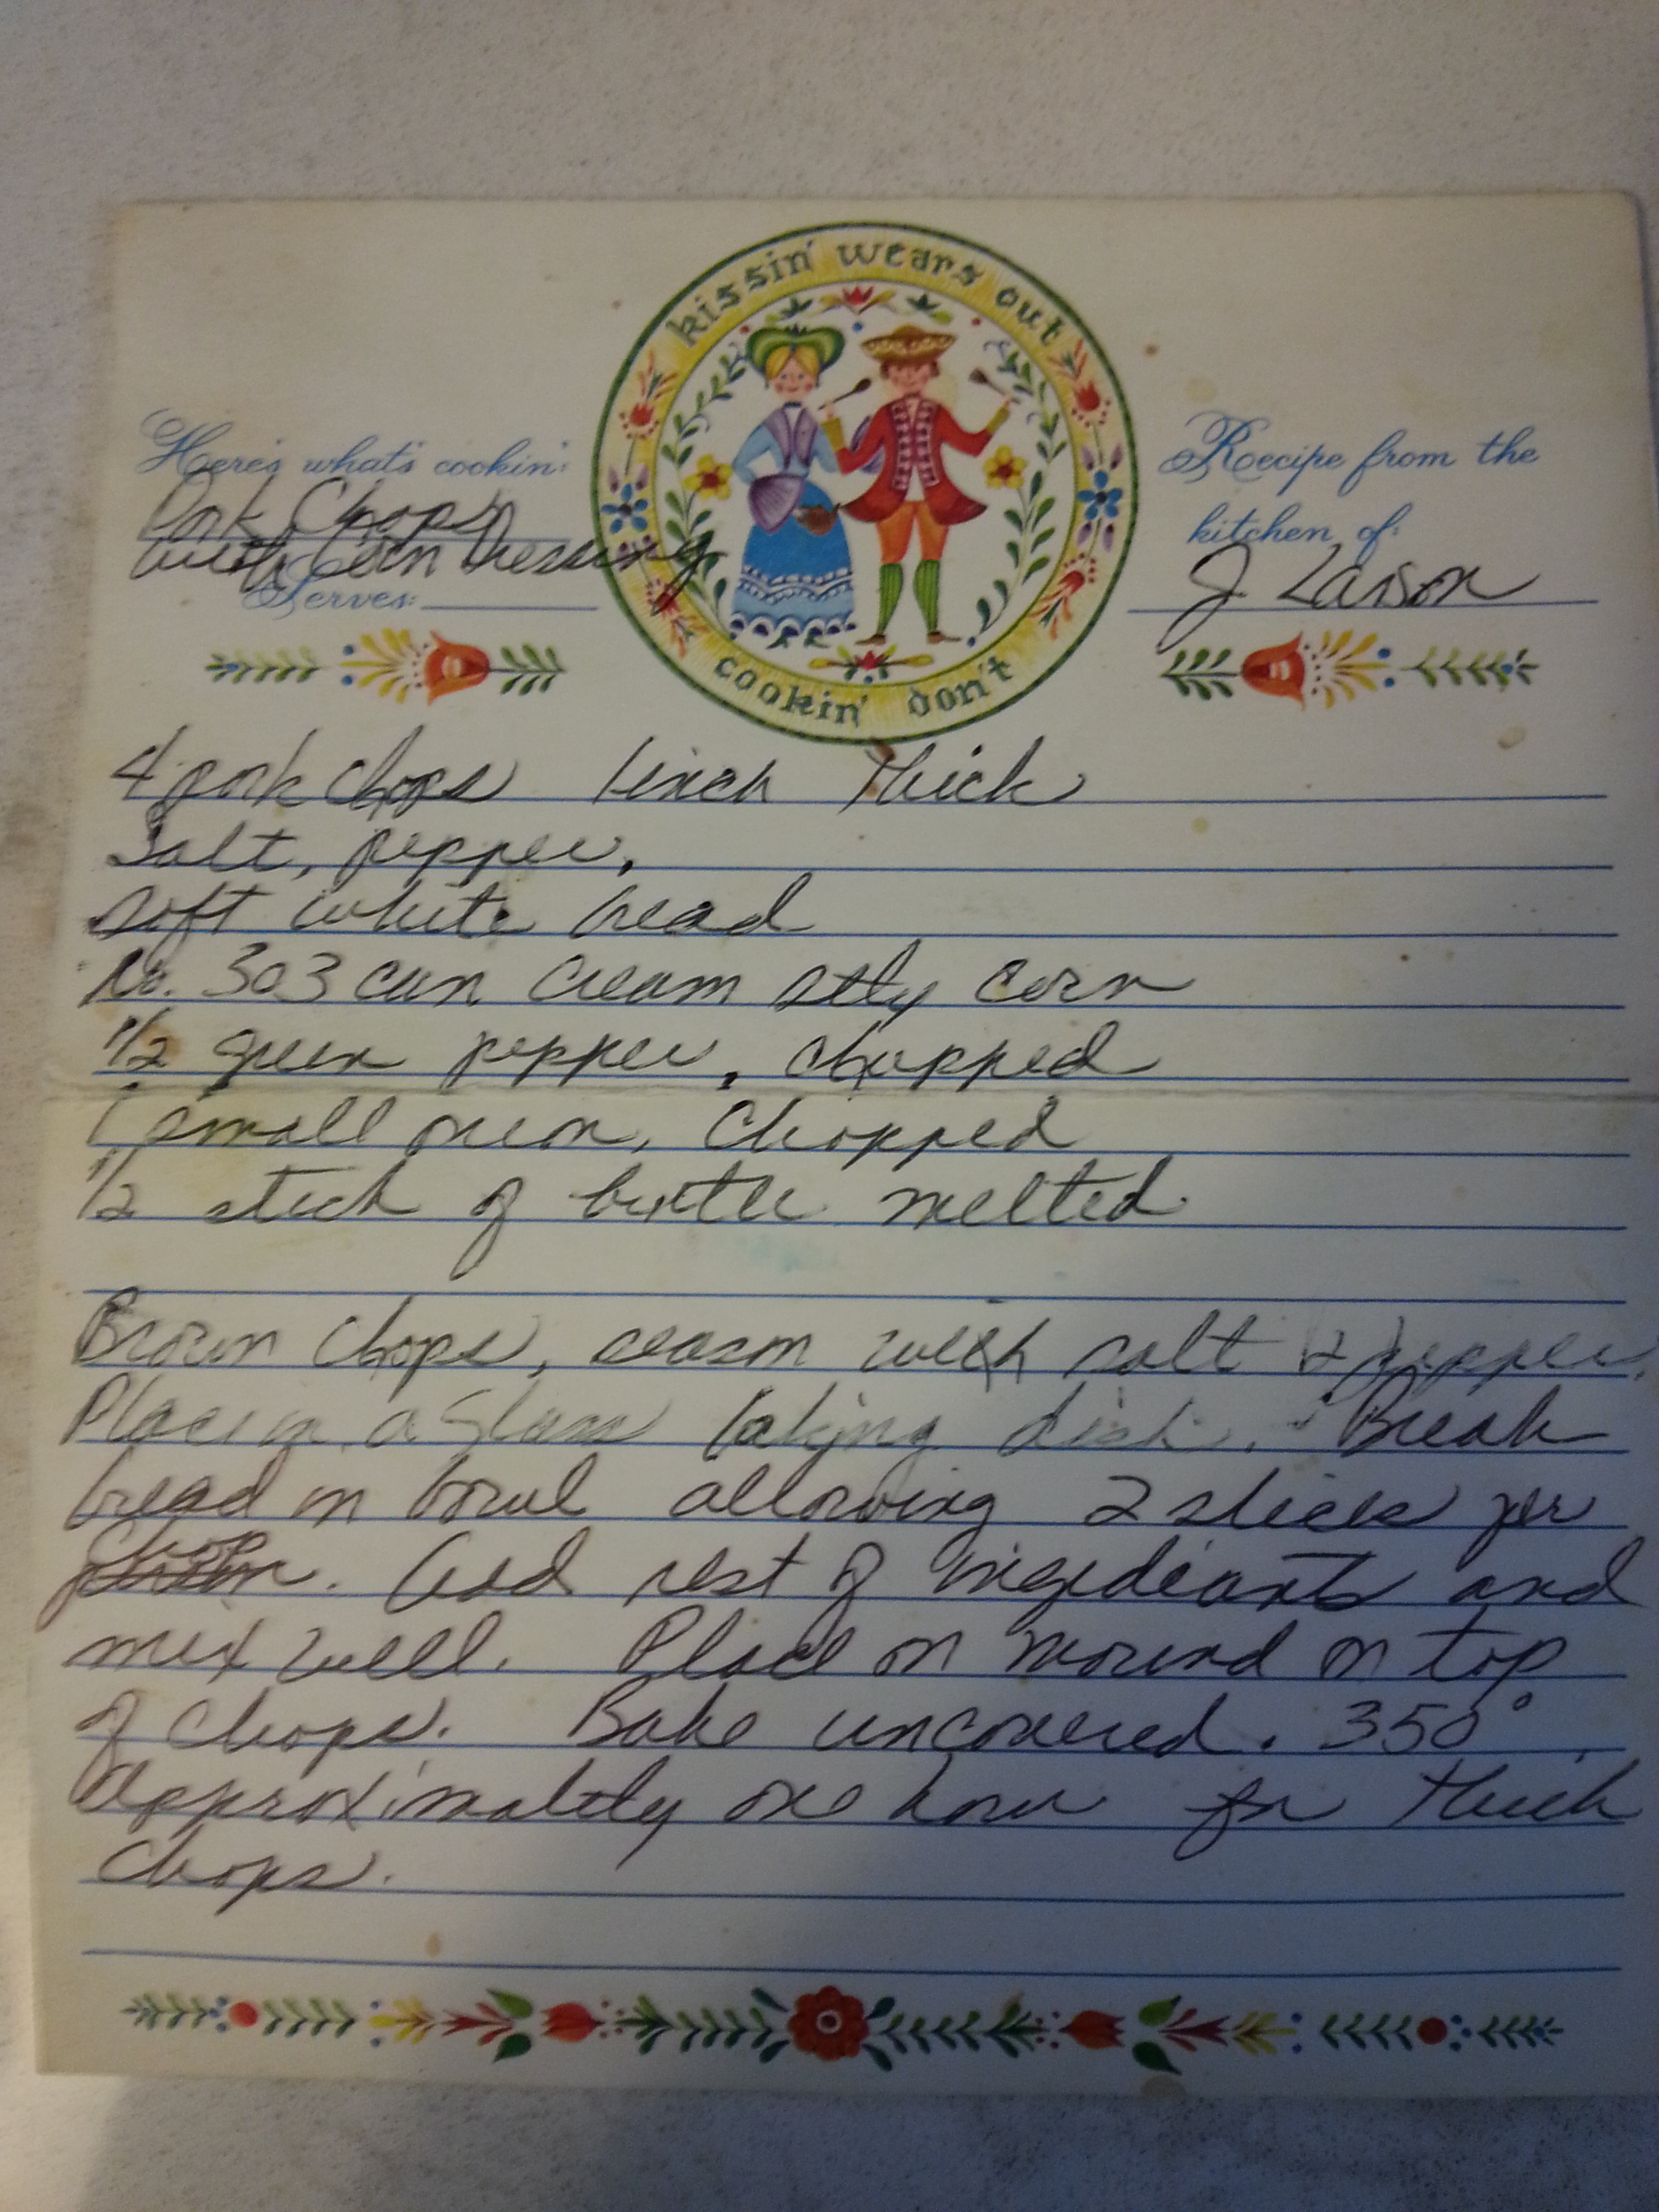 kissin' wears out
cookin' don't
Here's what's cookin':
Pork Chops
with Corn Dressing
Serves:
Recipe from the
kitchen of:
J Larson
4 pork chops 1 inch thick
Salt, pepper,
soft white bread
No. 303 can cream style corn
1/2 green pepper, chopped
1 small onion, chopped
1/2 stick of butter melted
Brown chops, season with salt & pepper.
Place in a glass baking dish. Break
bread in bowl allowing 2 slices per
chop. Add rest of ingredients and
mix well. Place in mound on top
of chops. Bake uncovered. 350°
Approximately one hour for thick
chops.